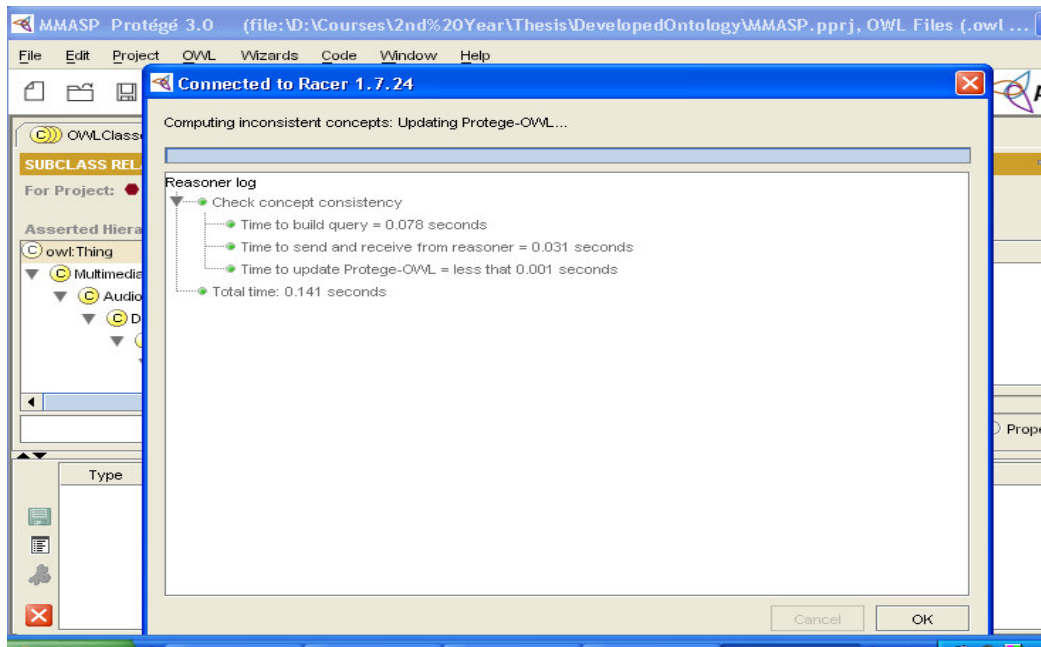 MMASP Protégé 3.0 (file:\D:\Courses\2nd%20Year\Thesis\DevelopedOntology\MMASP.pprj, OWL Files (.owl ...
File Edit Project OWL Wizards Code Window Help
Connected to Racer 1.7.24
Computing inconsistent concepts: Updating Protege-OWL...
OWLClass
SUBCLASS REL
For Project:
Asserted Hiera
owl:Thing
Multimedia
Audio
D
Reasoner log
Check concept consistency
Time to build query = 0.078 seconds
Time to send and receive from reasoner = 0.031 seconds
Time to update Protege-OWL = less that 0.001 seconds
Total time: 0.141 seconds
Prope
Type
Cancel OK